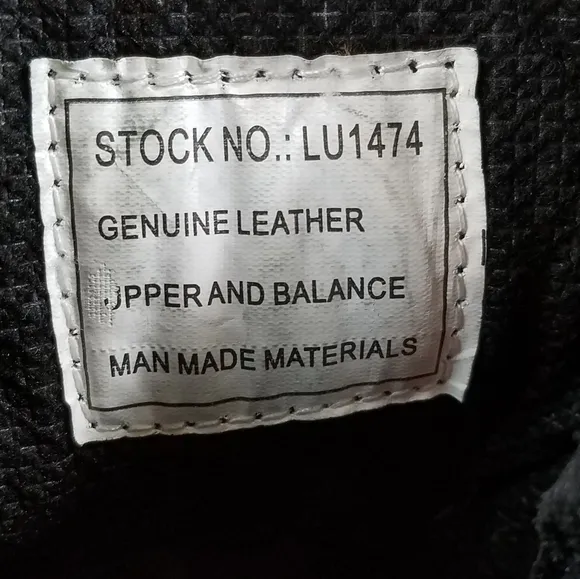 STOCK NO.: LU1474
GENUINE LEATHER
UPPER AND BALANCE
MAN MADE MATERIALS